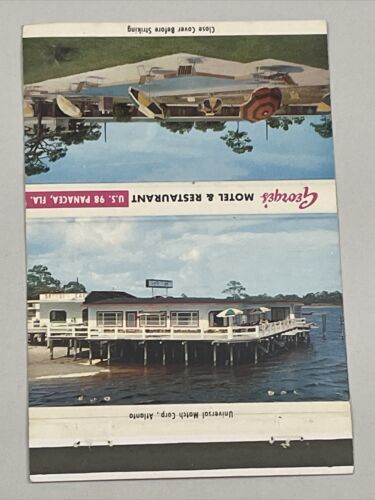 Close Cover Before Striking
George's MOTEL & RESTAURANT
U.S. 98 PANACEA, FLA.
Universal Match Corp., Atlanta